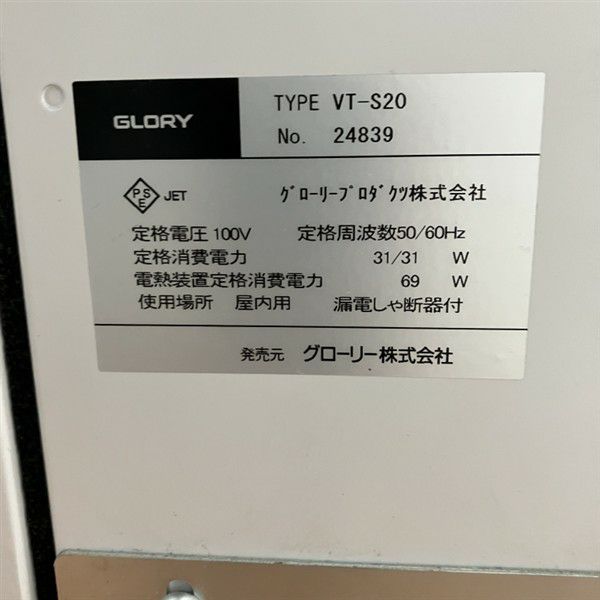 GLORY
TYPE VT-S20
No. 24839
PSE JET
ｸﾞﾛｰﾘｰﾌﾟﾛﾀﾞｸﾂ株式会社
定格電圧 100V 定格周波数50/60Hz
定格消費電力 31/31 W
電熱装置定格消費電力 69 W
使用場所 屋内用 漏電しゃ断器付
発売元 グローリー株式会社